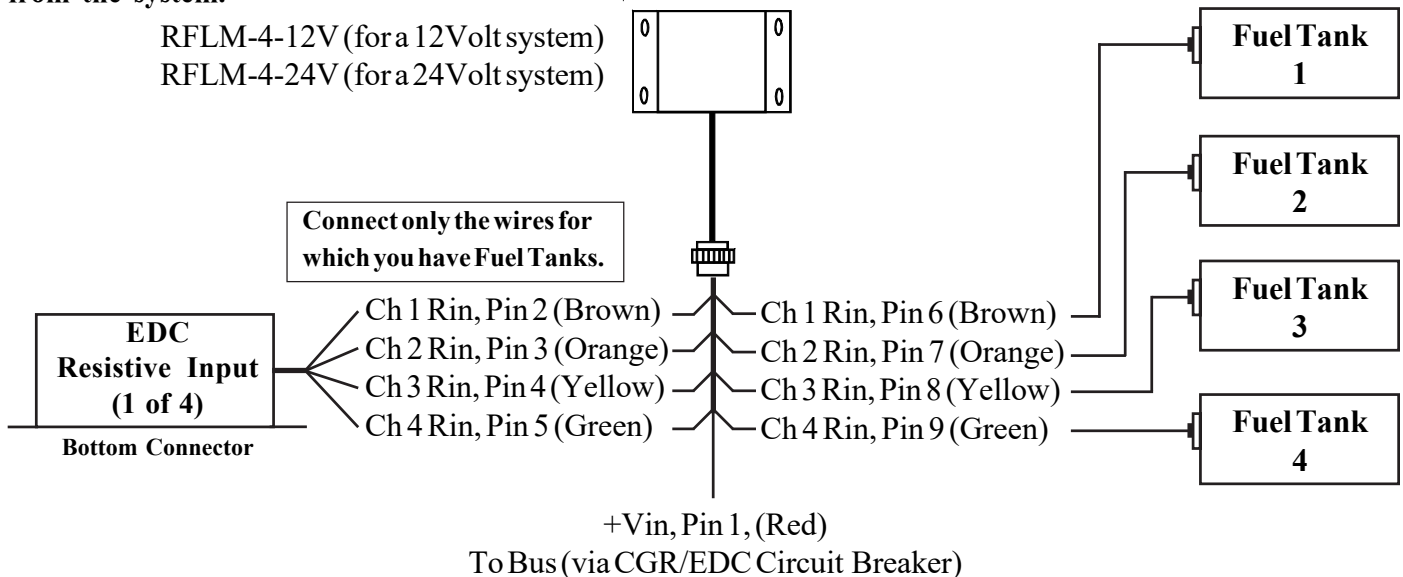 from the system.
RFLM-4-12V (for a 12Volt system)
RFLM-4-24V (for a 24Volt system)
Fuel Tank
1
Fuel Tank
2
Connect only the wires for
which you have Fuel Tanks.
Fuel Tank
3
EDC
Resistive Input
(1 of 4)
Bottom Connector
Ch 1 Rin, Pin 2 (Brown)
Ch 2 Rin, Pin 3 (Orange)
Ch 3 Rin, Pin 4 (Yellow)
Ch 4 Rin, Pin 5 (Green)
Ch 1 Rin, Pin 6 (Brown)
Ch 2 Rin, Pin 7 (Orange)
Ch 3 Rin, Pin 8 (Yellow)
Ch 4 Rin, Pin 9 (Green)
Fuel Tank
4
+Vin, Pin 1, (Red)
To Bus (via CGR/EDC Circuit Breaker)